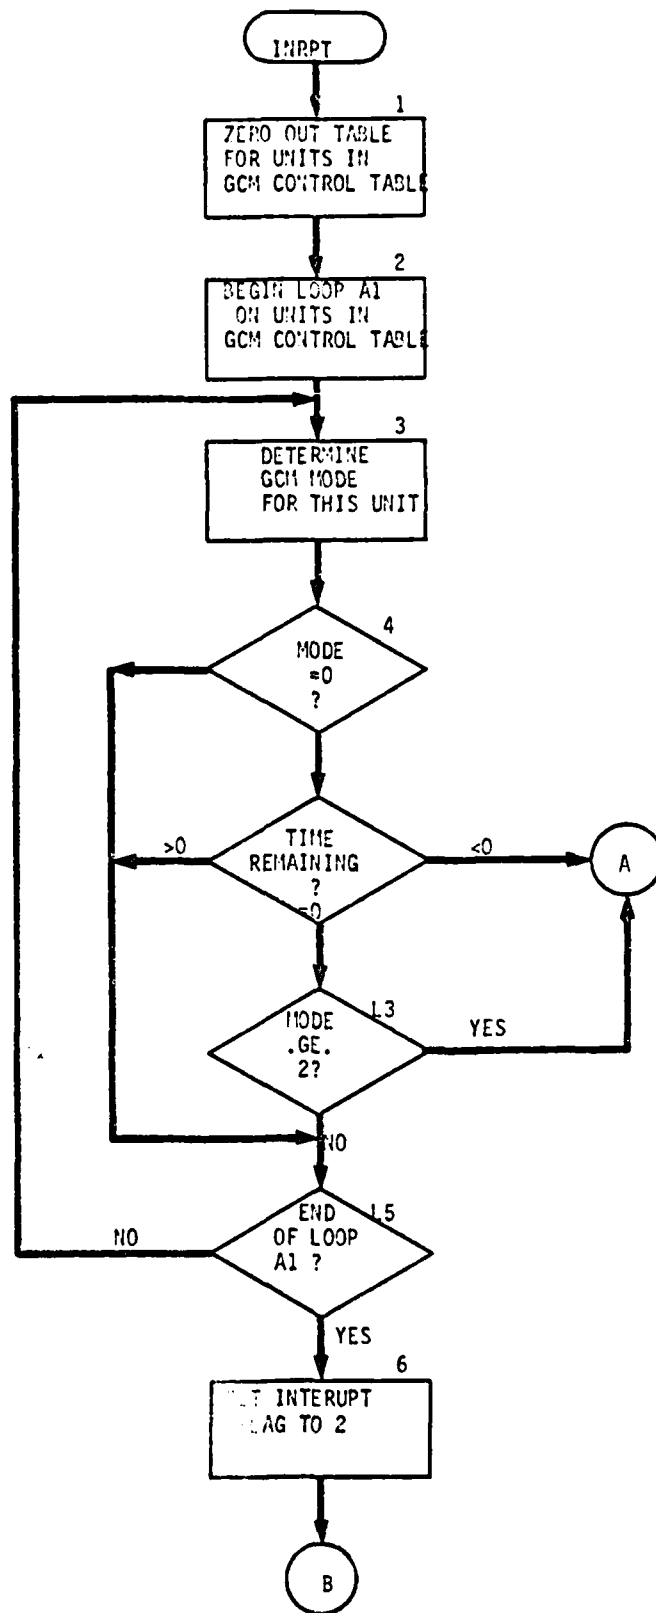 INRPT
1
ZERO OUT TABLE
FOR UNITS IN
GCM CONTROL TABLE
2
BEGIN LOOP A1
ON UNITS IN
GCM CONTROL TABLE
3
DETERMINE
GCM MODE
FOR THIS UNIT
4
MODE
=0
?
>0
TIME
REMAINING
?
=0
<0
A
L3
MODE
.GE.
2?
YES
NO
L5
END
OF LOOP
A1 ?
NO
YES
6
INTERUPT
TO 2
B